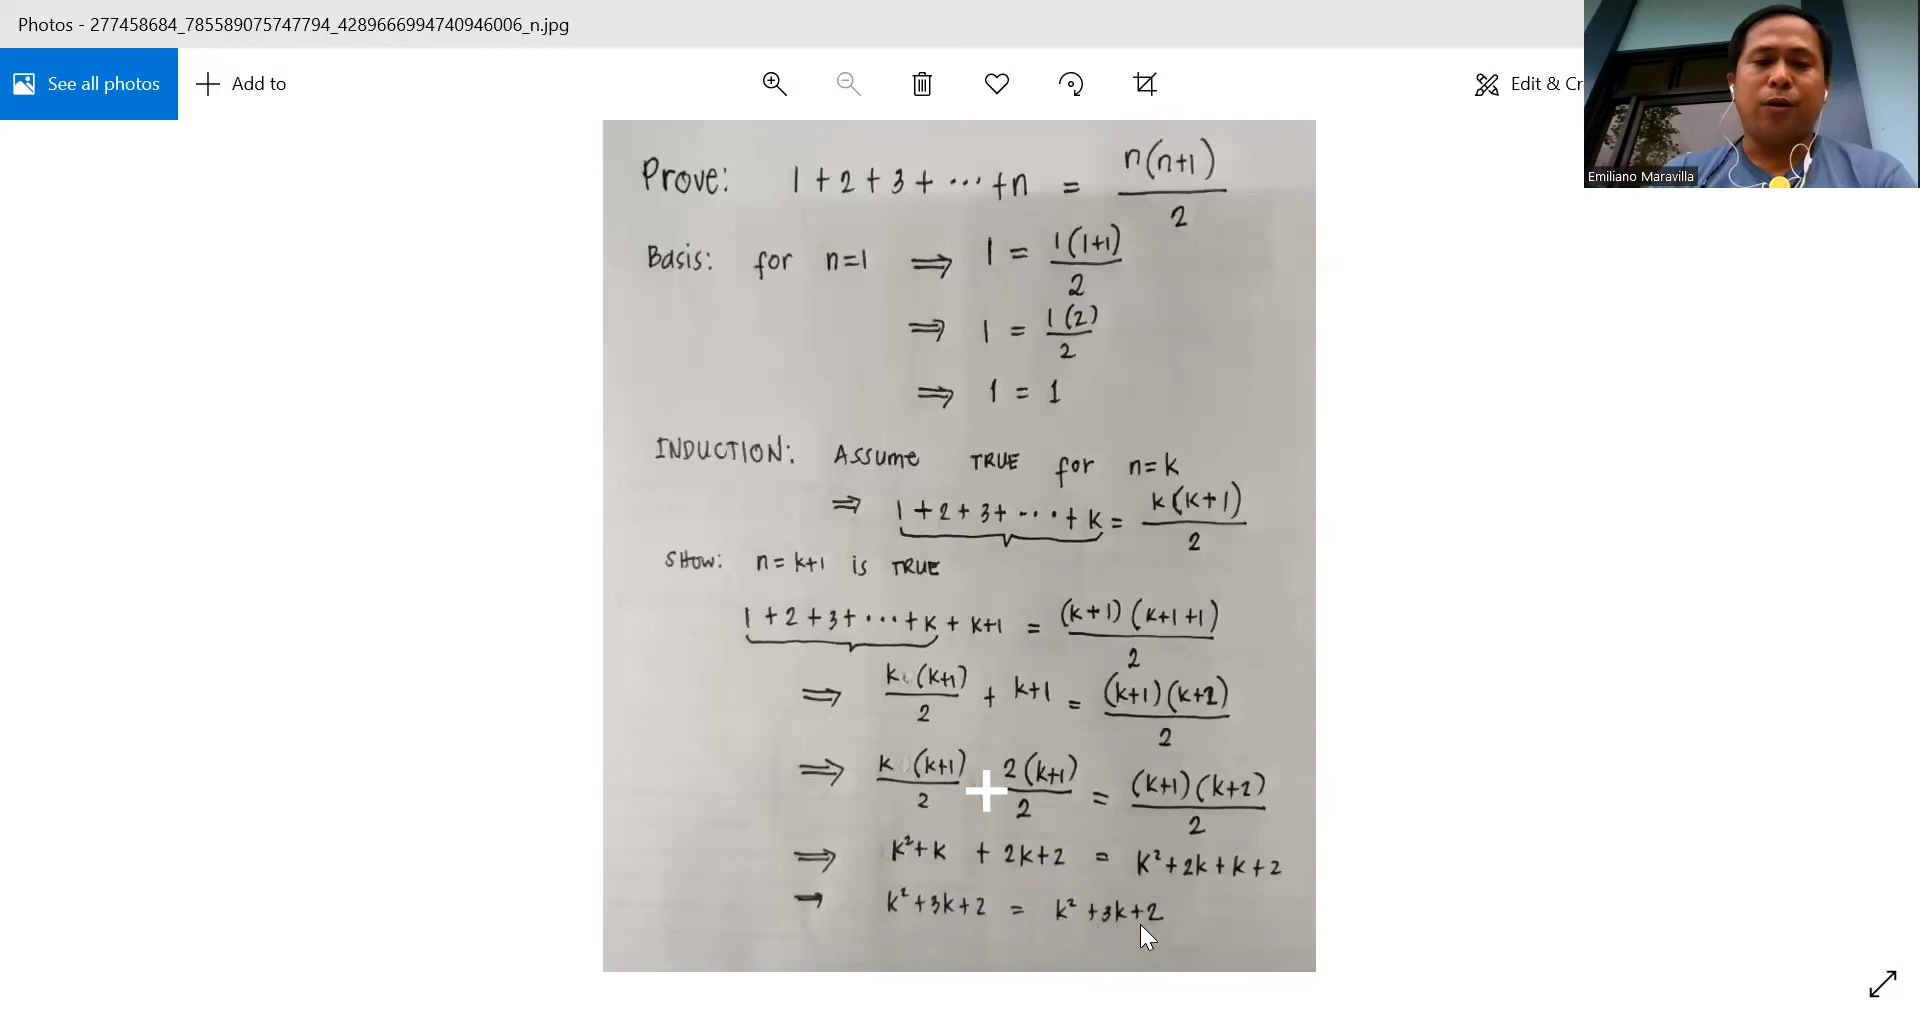 Photos - 277458684_785589075747794_4289666994740946006_n.jpg
See all photos
Add to
Edit & Cr
Emiliano Maravilla
Prove: 1 + 2 + 3 + ... + n = n(n+1)/2
Basis: for n=1 ⟹ 1 = 1(1+1)/2
⟹ 1 = 1(2)/2
⟹ 1 = 1
INDUCTION: ASSUME TRUE for n=k
⟹ 1 + 2 + 3 + ... + k = k(k+1)/2
SHOW: n = k+1 is TRUE
1 + 2 + 3 + ... + k + k+1 = (k+1)(k+1+1)/2
⟹ k(k+1)/2 + k+1 = (k+1)(k+2)/2
⟹ k(k+1)/2 + 2(k+1)/2 = (k+1)(k+2)/2
⟹ k²+k + 2k+2 = k²+2k+k+2
→ k²+3k+2 = k²+3k+2